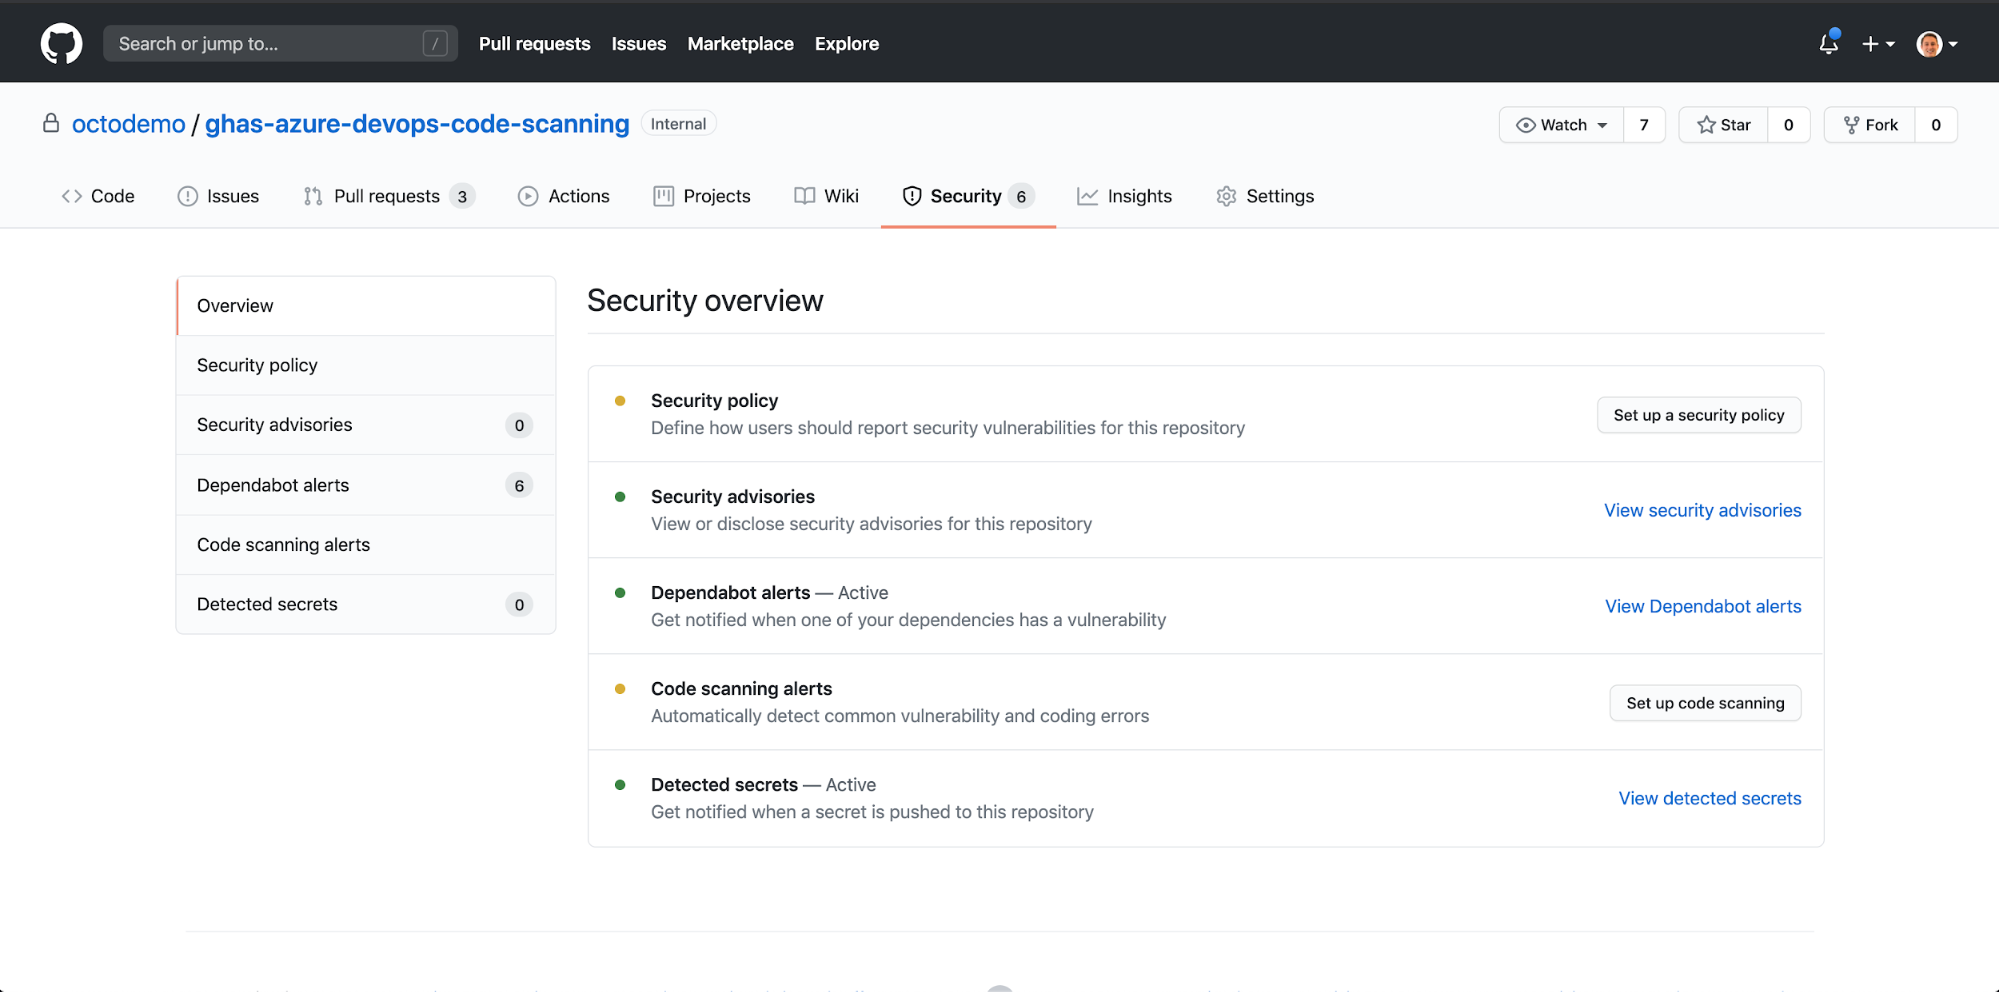 Search or jump to... /
Pull requests Issues Marketplace Explore
octodemo / ghas-azure-devops-code-scanning Internal
Watch 7 Star 0 Fork 0
Code Issues Pull requests 3 Actions Projects Wiki Security 6 Insights Settings
Overview
Security policy
Security advisories 0
Dependabot alerts 6
Code scanning alerts
Detected secrets 0
Security overview
Security policy
Define how users should report security vulnerabilities for this repository
Set up a security policy
Security advisories
View or disclose security advisories for this repository
View security advisories
Dependabot alerts — Active
Get notified when one of your dependencies has a vulnerability
View Dependabot alerts
Code scanning alerts
Automatically detect common vulnerability and coding errors
Set up code scanning
Detected secrets — Active
Get notified when a secret is pushed to this repository
View detected secrets